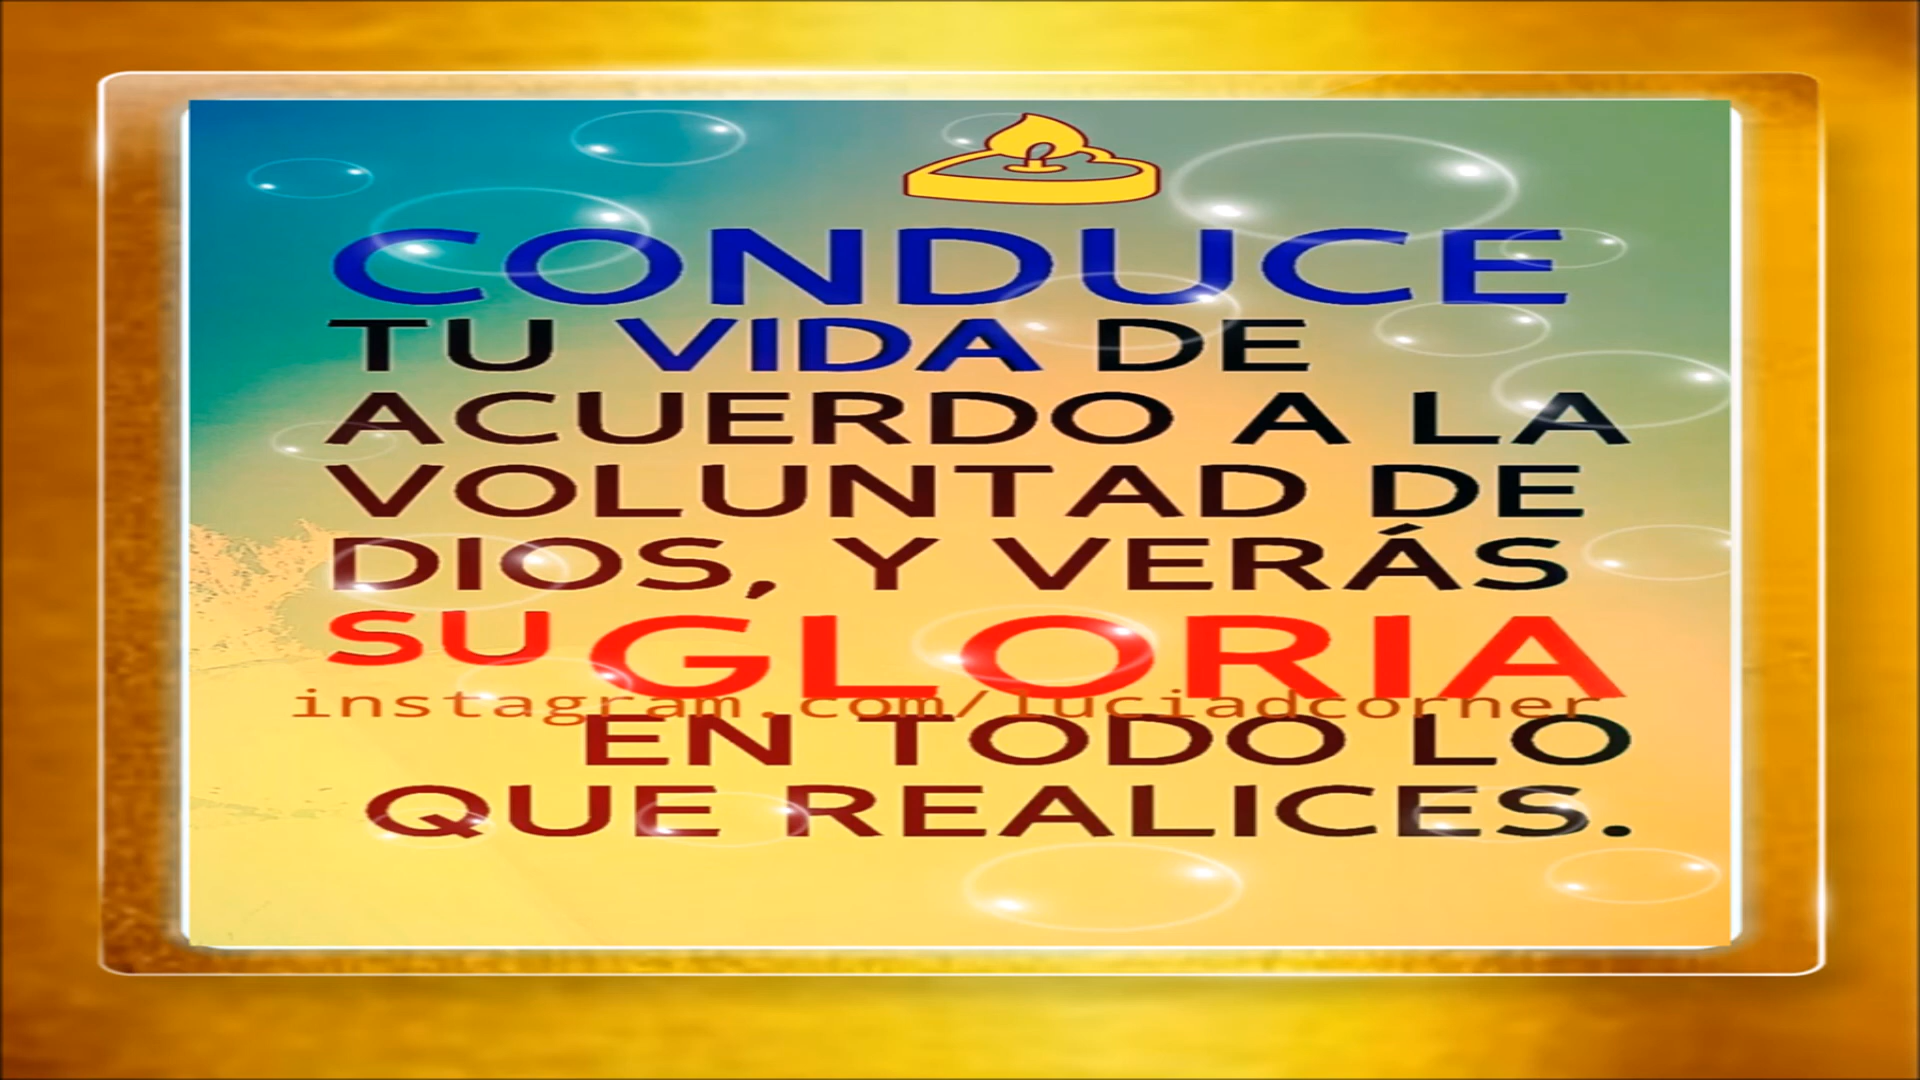 CONDUCE
TU VIDA DE
ACUERDO A LA
VOLUNTAD DE
DIOS, Y VERÁS
SU GLORIA
instagram.com/luciadcorner
EN TODO LO
QUE REALICES.